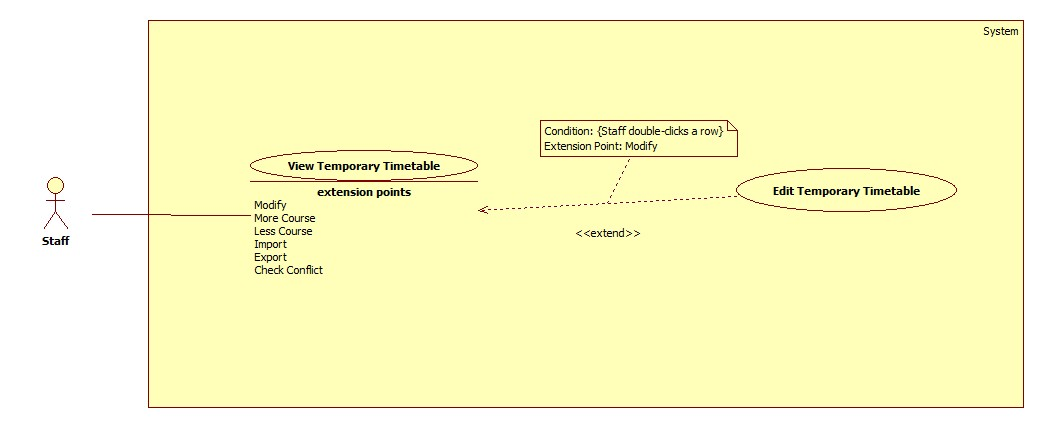 System
Condition: {Staff double-clicks a row}
Extension Point: Modify
View Temporary Timetable
extension points
Modify
More Course
Less Course
Import
Export
Check Conflict
Edit Temporary Timetable
<<extend>>
Staff